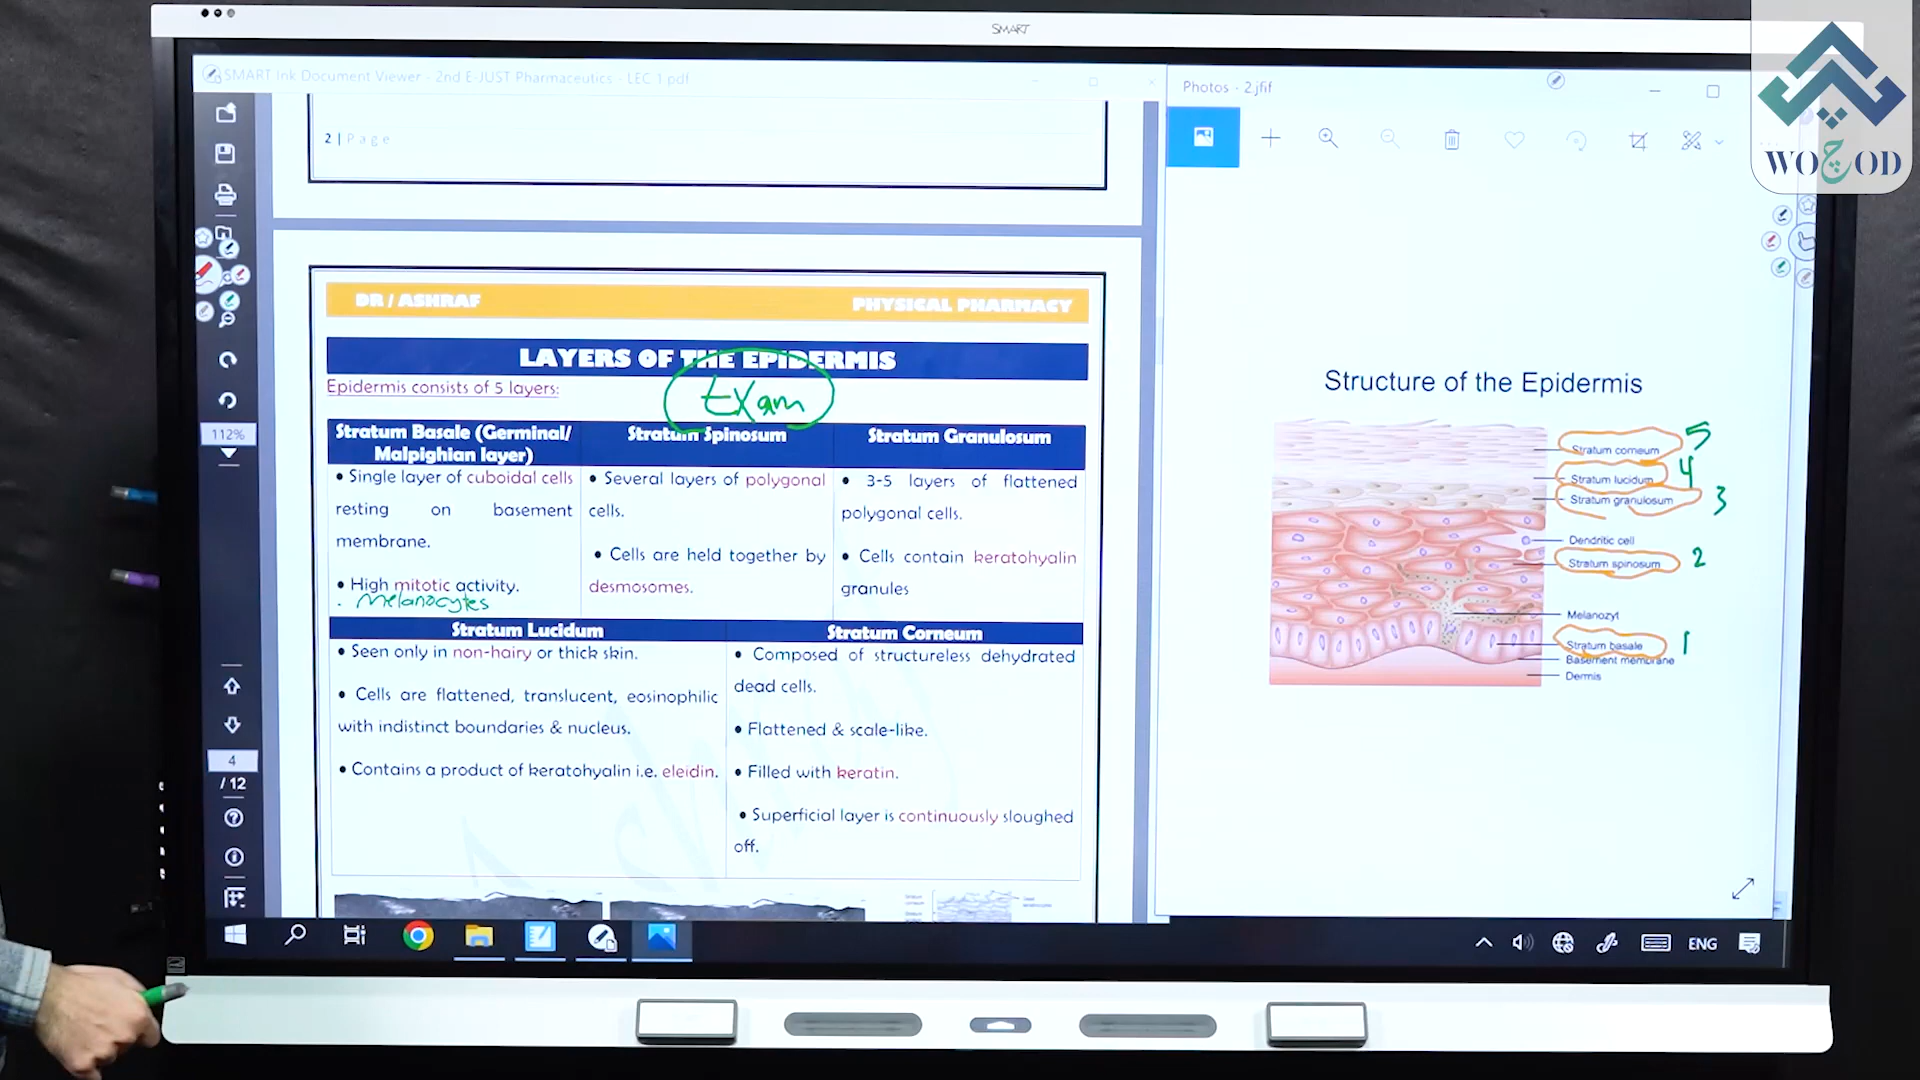 SMART
SMART Ink Document Viewer - 2nd E-JUST Pharmaceutics - LEC 1.pdf
Photos - 2.jfif
WOجOD
2 | Page
DR / ASHRAF
PHYSICAL PHARMACY
LAYERS OF THE EPIDERMIS
Epidermis consists of 5 layers:
Exam
Stratum Basale (Germinal/
Malpighian layer)
• Single layer of cuboidal cells
resting on basement
membrane.
• High mitotic activity.
. Melanocytes
Stratum Spinosum
• Several layers of polygonal
cells.
• Cells are held together by
desmosomes.
Stratum Granulosum
• 3-5 layers of flattened
polygonal cells.
• Cells contain keratohyalin
granules
Stratum Lucidum
• Seen only in non-hairy or thick skin.
• Cells are flattened, translucent, eosinophilic
with indistinct boundaries & nucleus.
• Contains a product of keratohyalin i.e. eleidin.
Stratum Corneum
• Composed of structureless dehydrated
dead cells.
• Flattened & scale-like.
• Filled with keratin.
• Superficial layer is continuously sloughed
off.
112%
4
/ 12
Structure of the Epidermis
Stratum corneum 5
Stratum lucidum 4
Stratum granulosum 3
Dendritic cell
Stratum spinosum 2
Melanozyt
Stratum basale 1
Basement membrane
Dermis
ENG